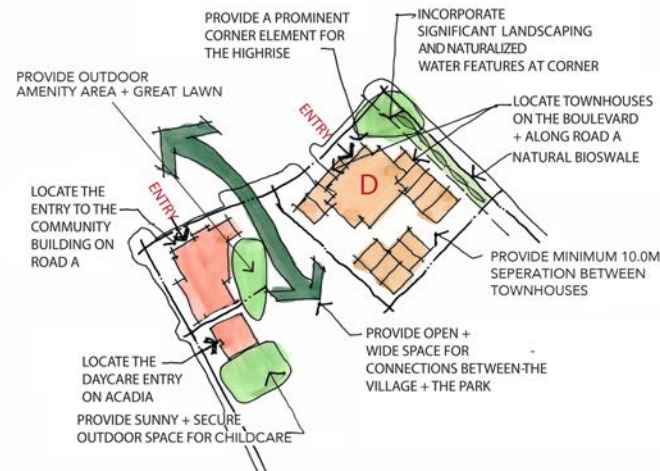 PROVIDE A PROMINENT
CORNER ELEMENT FOR
THE HIGHRISE
INCORPORATE
SIGNIFICANT LANDSCAPING
AND NATURALIZED
WATER FEATURES AT CORNER
PROVIDE OUTDOOR
AMENITY AREA + GREAT LAWN
ENTRY
LOCATE TOWNHOUSES
ON THE BOULEVARD
+ ALONG ROAD A
NATURAL BIOSWALE
D
LOCATE THE
ENTRY TO THE
COMMUNITY
BUILDING ON
ROAD A
ENTRY
PROVIDE MINIMUM 10.0M
SEPERATION BETWEEN
TOWNHOUSES
PROVIDE OPEN +
WIDE SPACE FOR -
CONNECTIONS BETWEEN THE
VILLAGE + THE PARK
LOCATE THE
DAYCARE ENTRY
ON ACADIA
PROVIDE SUNNY + SECURE
OUTDOOR SPACE FOR CHILDCARE